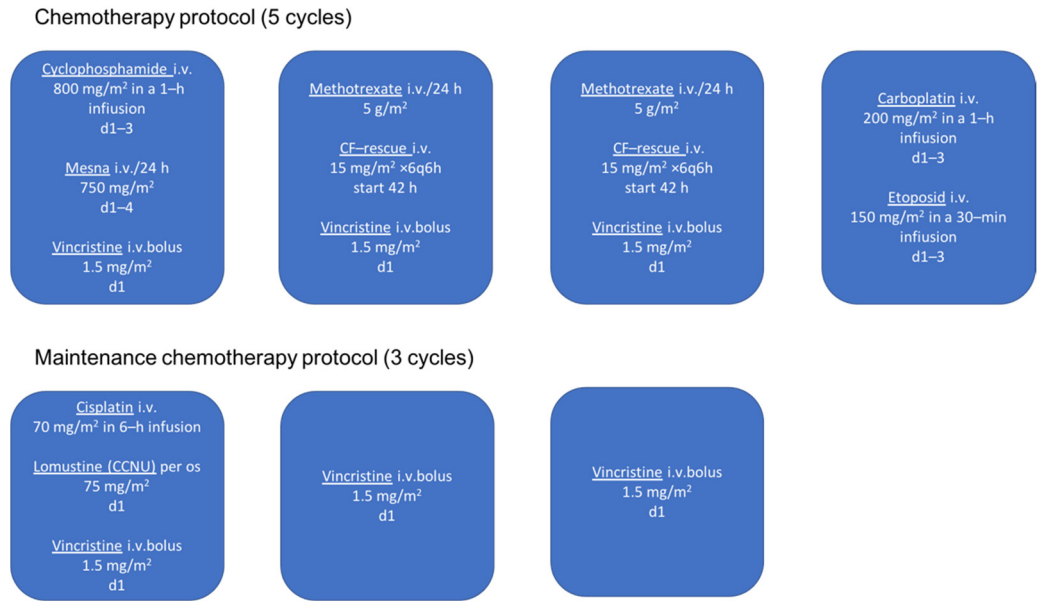 Chemotherapy protocol (5 cycles)
Cyclophosphamide i.v.
800 mg/m² in a 1–h
infiusion
d1–3
Mesna i.v./24 h
750 mg/m²
d1–4
Vincristine i.v.bolus
1.5 mg/m²
d1
Methotrexate i.v./24 h
5 g/m²
CF–rescue i.v.
15 mg/m² ×6q6h
start 42 h
Vincristine i.v.bolus
1.5 mg/m²
d1
Methotrexate i.v./24 h
5 g/m²
CF–rescue i.v.
15 mg/m² ×6q6h
start 42 h
Vincristine i.v.bolus
1.5 mg/m²
d1
Carboplatin i.v.
200 mg/m² in a 1–h
infiusion
d1–3
Etoposid i.v.
150 mg/m² in a 30–min
infiusion
d1–3
Maintenance chemotherapy protocol (3 cycles)
Cisplatin i.v.
70 mg/m² in 6–h infusion
Lomustine (CCNU) per os
75 mg/m²
d1
Vincristine i.v.bolus
1.5 mg/m²
d1
Vincristine i.v.bolus
1.5 mg/m²
d1
Vincristine i.v.bolus
1.5 mg/m²
d1